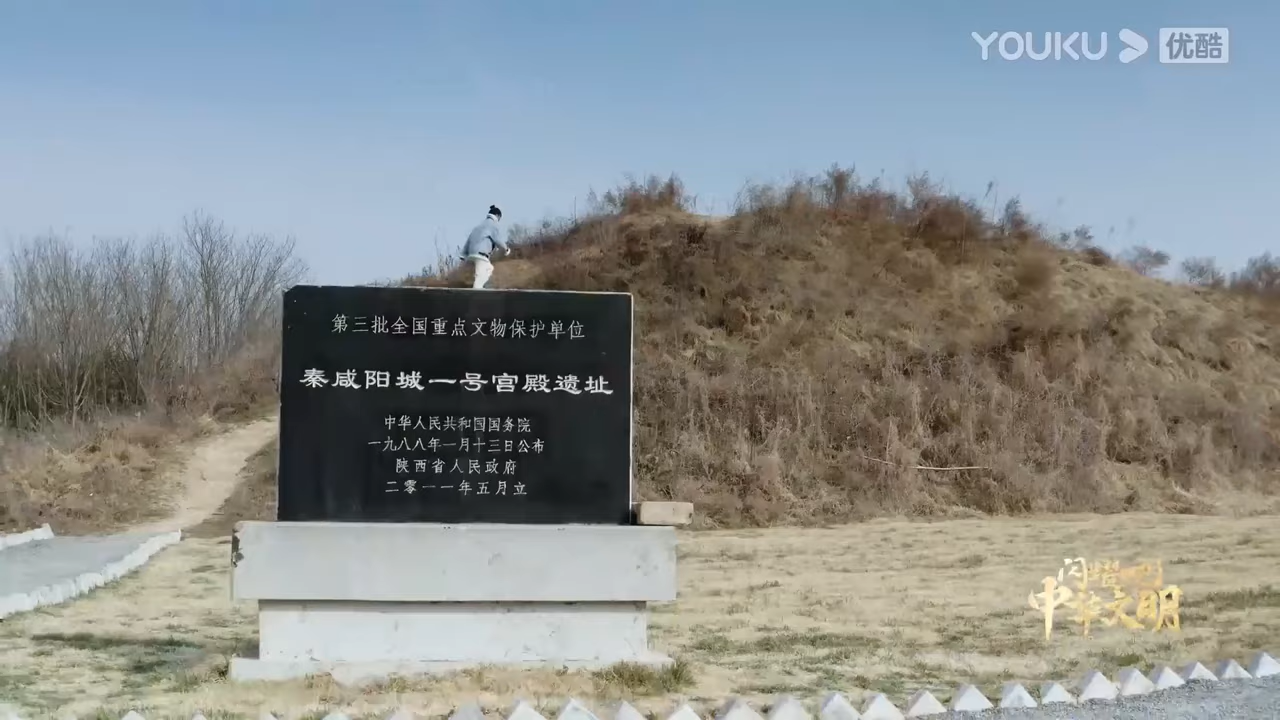 YOUKU 优酷
第三批全国重点文物保护单位
秦咸阳城一号宫殿遗址
中华人民共和国国务院
一九八八年一月十三日公布
陕西省人民政府
二零一一年五月立
闪耀吧
中华文明